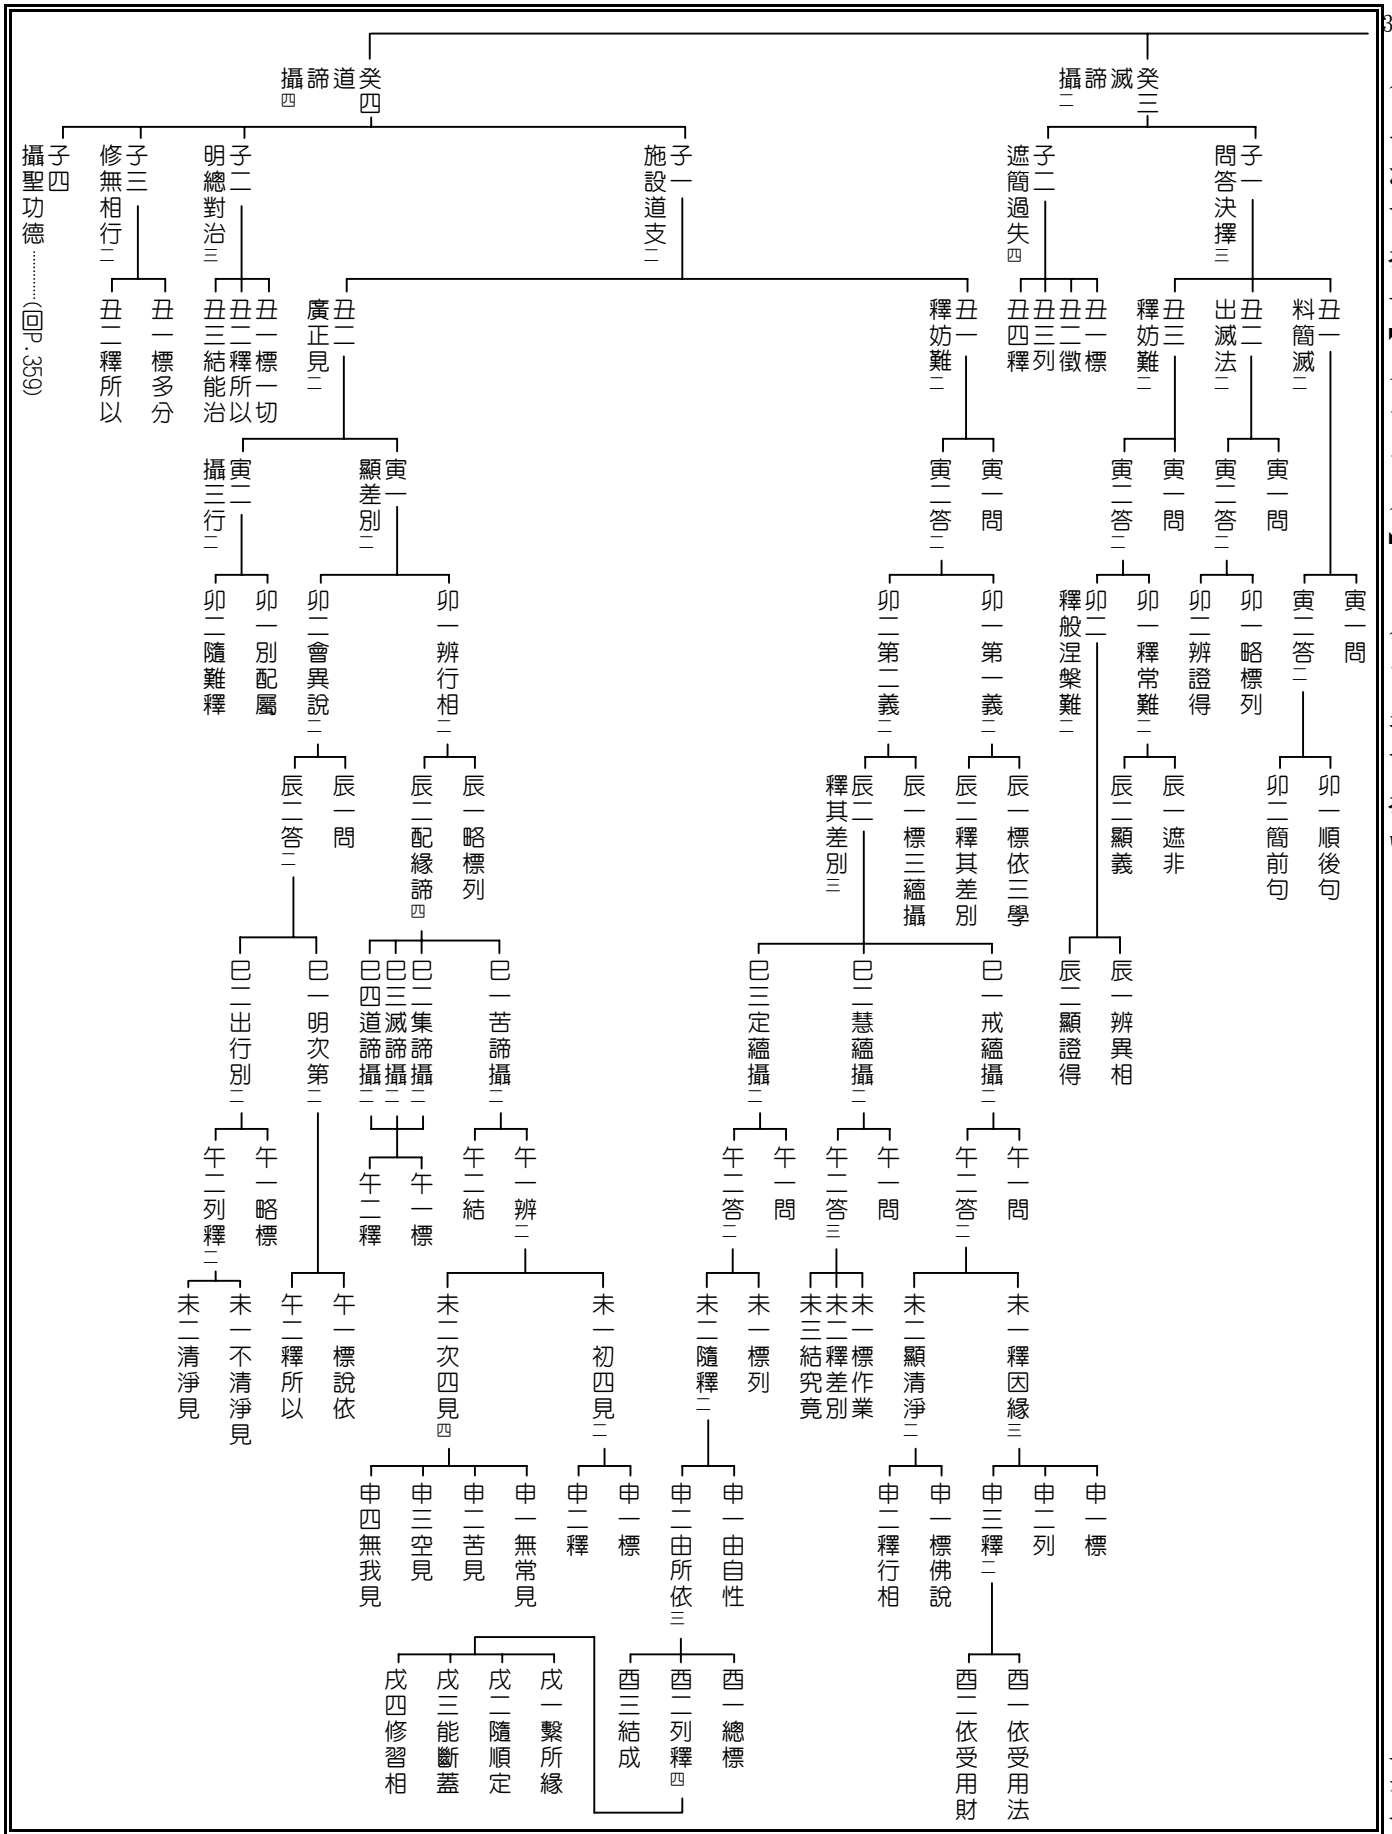 癸三
滅諦攝二
子一
問答決擇三
丑一
料簡滅二
寅一問
寅二答二
卯一順後句
卯二簡前句
丑二
出滅法二
寅一問
寅二答二
卯一略標列
卯二辨證得
丑三
釋妨難二
寅一問
寅二答二
卯一釋常難二
辰一遮非
辰二顯義
卯二
釋般涅槃難二
辰一辨異相
辰二顯證得
子二
遮簡過失四
丑一標
丑二徵
丑三列
丑四釋
癸四
道諦攝四
子一
施設道支二
丑一
釋妨難二
寅一問
寅二答二
卯一第一義二
辰一標依三學
辰二釋其差別
卯二第二義二
辰一標三蘊攝
辰二
釋其差別三
巳一戒蘊攝二
午一問
午二答二
未一釋因緣三
申一標
申二列
申三釋二
酉一依受用法
酉二依受用財
未二顯清淨二
申一標佛說
申二釋行相
巳二慧蘊攝二
午一問
午二答三
未一標作業
未二釋差別
未三結究竟
巳三定蘊攝二
午一問
午二答二
未一標列
未二隨釋二
申一由自性
申二由所依三
酉一總標
酉二列釋四
戌一繫所緣
戌二隨順定
戌三能斷蓋
戌四修習相
酉三結成
丑二
廣正見二
寅一
顯差別二
卯一辨行相二
辰一略標列
辰二配緣諦四
巳一苦諦攝二
午一辨二
未一初四見二
申一標
申二釋
未二次四見四
申一無常見
申二苦見
申三空見
申四無我見
午二結
巳二集諦攝二
巳三滅諦攝二
巳四道諦攝二
午一標
午二釋
卯二會異說二
辰一問
辰二答二
巳一明次第二
午一標說依
午二釋所以
巳二出行別二
午一略標
午二列釋二
未一不清淨見
未二清淨見
寅二
攝三行二
卯一別配屬
卯二隨難釋
子二
明總對治三
丑一標一切
丑二釋所以
丑三結能治
子三
修無相行二
丑一標多分
丑二釋所以
子四
攝聖功德…………(回P.359)